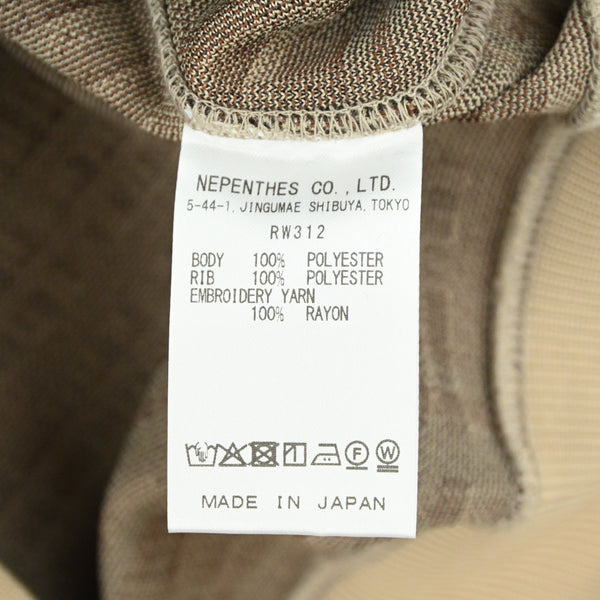 NEPENTHES CO.,LTD.
5-44-1, JINGUMAE SHIBUYA, TOKYO
RW312
BODY 100% POLYESTER
RIB 100% POLYESTER
EMBROIDERY YARN
100% RAYON
F W
MADE IN JAPAN